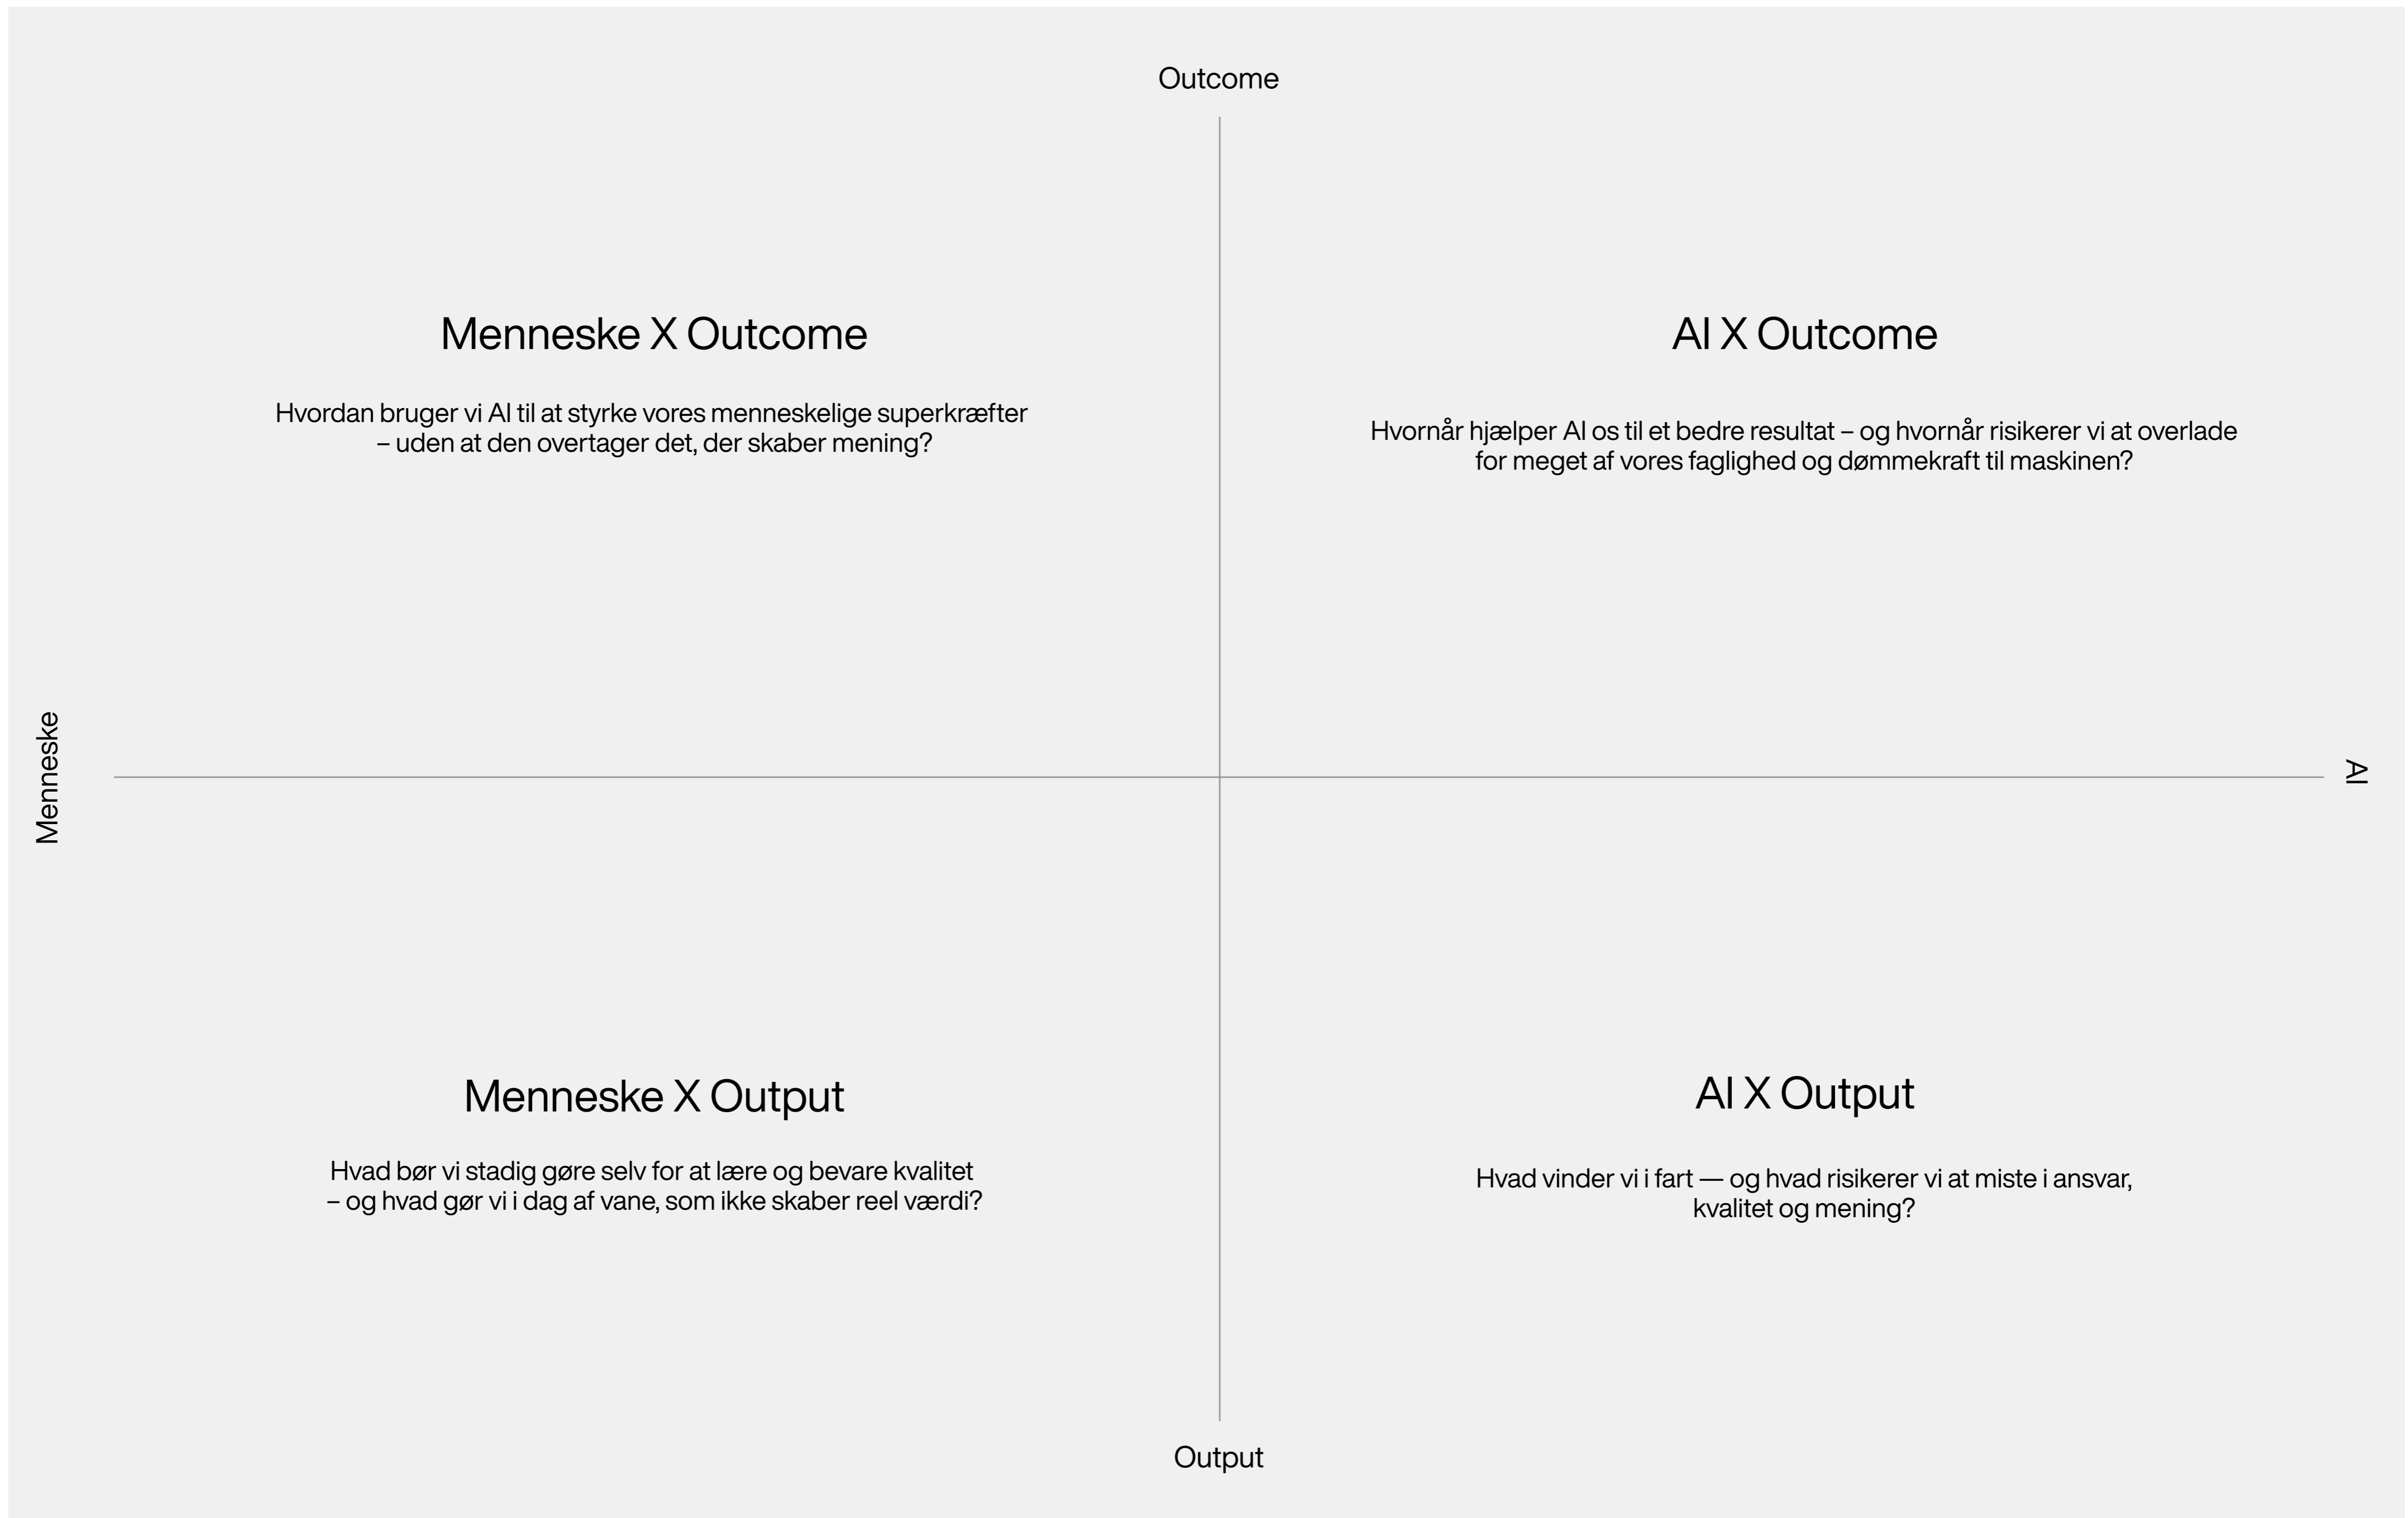 Outcome
Menneske X Outcome
Hvordan bruger vi AI til at styrke vores menneskelige superkræfter
– uden at den overtager det, der skaber mening?
AI X Outcome
Hvornår hjælper AI os til et bedre resultat – og hvornår risikerer vi at overlade
for meget af vores faglighed og dømmekraft til maskinen?
Menneske
AI
Menneske X Output
Hvad bør vi stadig gøre selv for at lære og bevare kvalitet
– og hvad gør vi i dag af vane, som ikke skaber reel værdi?
AI X Output
Hvad vinder vi i fart — og hvad risikerer vi at miste i ansvar,
kvalitet og mening?
Output